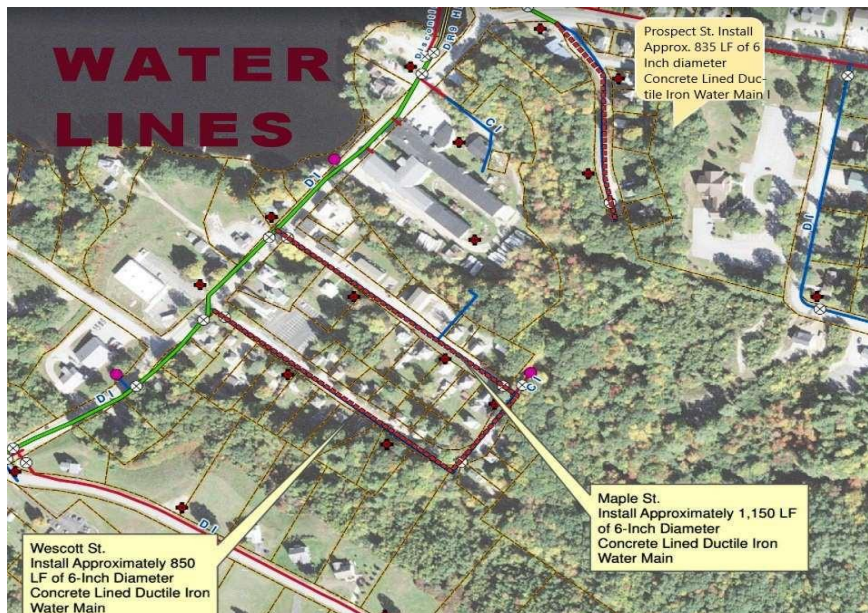 WATER
LINES
Discontin
DR9 H
Prospect St. Install
Approx. 835 LF of 6
Inch diameter
Concrete Lined Duc-
tile Iron Water Main I
CI
DI
DI
DI
CI
DI
Maple St.
Install Approximately 1,150 LF
of 6-Inch Diameter
Concrete Lined Ductile Iron
Water Main
Wescott St.
Install Approximately 850
LF of 6-Inch Diameter
Concrete Lined Ductile Iron
Water Main